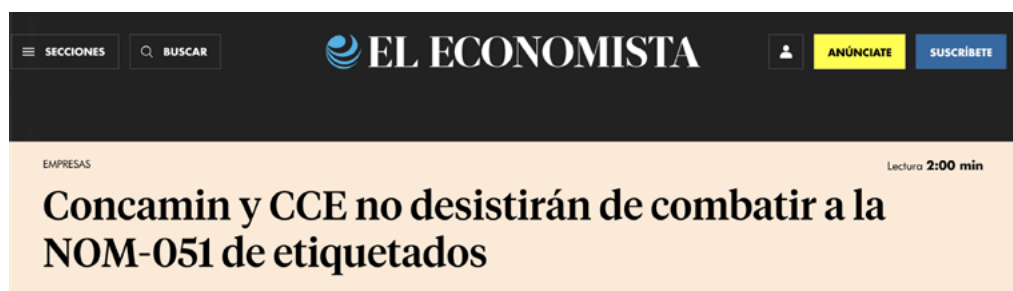 SECCIONES
BUSCAR
EL ECONOMISTA
ANÚNCIATE
SUSCRÍBETE
EMPRESAS
Lectura 2:00 min
Concamin y CCE no desistirán de combatir a la
NOM-051 de etiquetados